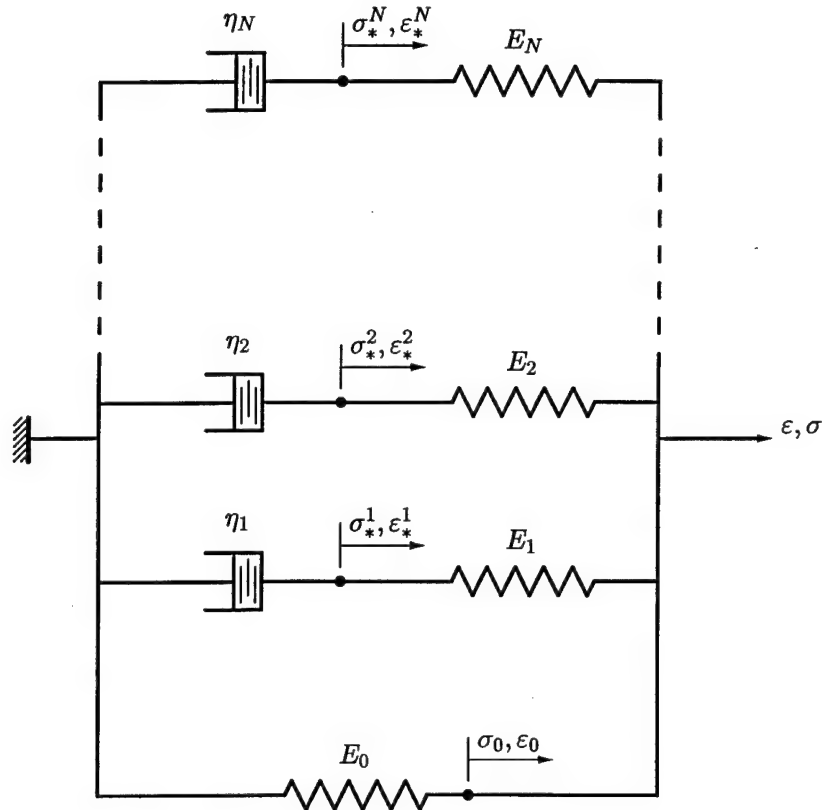 η_N
σ_*^N, ε_*^N
E_N
η_2
σ_*^2, ε_*^2
E_2
ε, σ
η_1
σ_*^1, ε_*^1
E_1
E_0
σ_0, ε_0